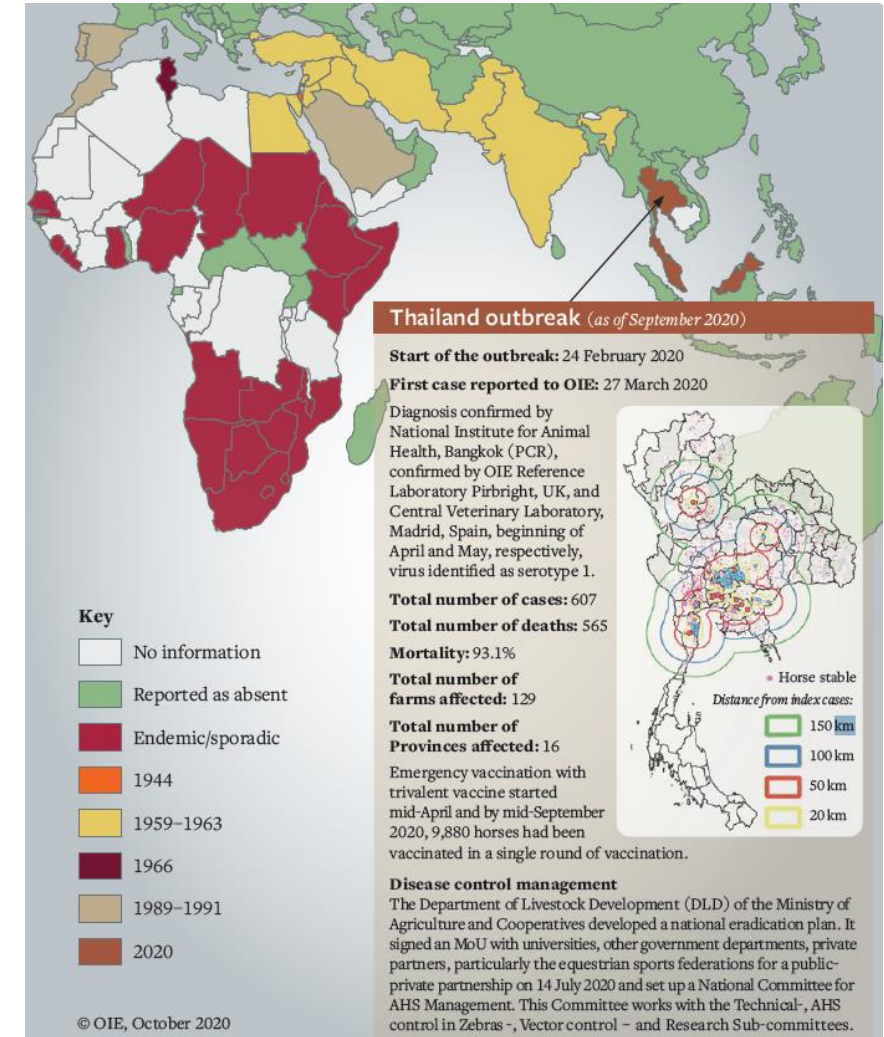 Thailand outbreak (as of September 2020)
Start of the outbreak: 24 February 2020
First case reported to OIE: 27 March 2020
Diagnosis confirmed by
National Institute for Animal
Health, Bangkok (PCR),
confirmed by OIE Reference
Laboratory Pirbright, UK, and
Central Veterinary Laboratory,
Madrid, Spain, beginning of
April and May, respectively,
virus identified as serotype 1.
Total number of cases: 607
Total number of deaths: 565
Mortality: 93.1%
Total number of
farms affected: 129
Total number of
Provinces affected: 16
Emergency vaccination with
trivalent vaccine started
mid-April and by mid-September
2020, 9,880 horses had been
vaccinated in a single round of vaccination.
Horse stable
Distance from index cases:
150 km
100 km
50 km
20 km
Disease control management
The Department of Livestock Development (DLD) of the Ministry of
Agriculture and Cooperatives developed a national eradication plan. It
signed an MoU with universities, other government departments, private
partners, particularly the equestrian sports federations for a public-
private partnership on 14 July 2020 and set up a National Committee for
AHS Management. This Committee works with the Technical-, AHS
control in Zebras -, Vector control – and Research Sub-committees.
Key
No information
Reported as absent
Endemic/sporadic
1944
1959–1963
1966
1989–1991
2020
© OIE, October 2020